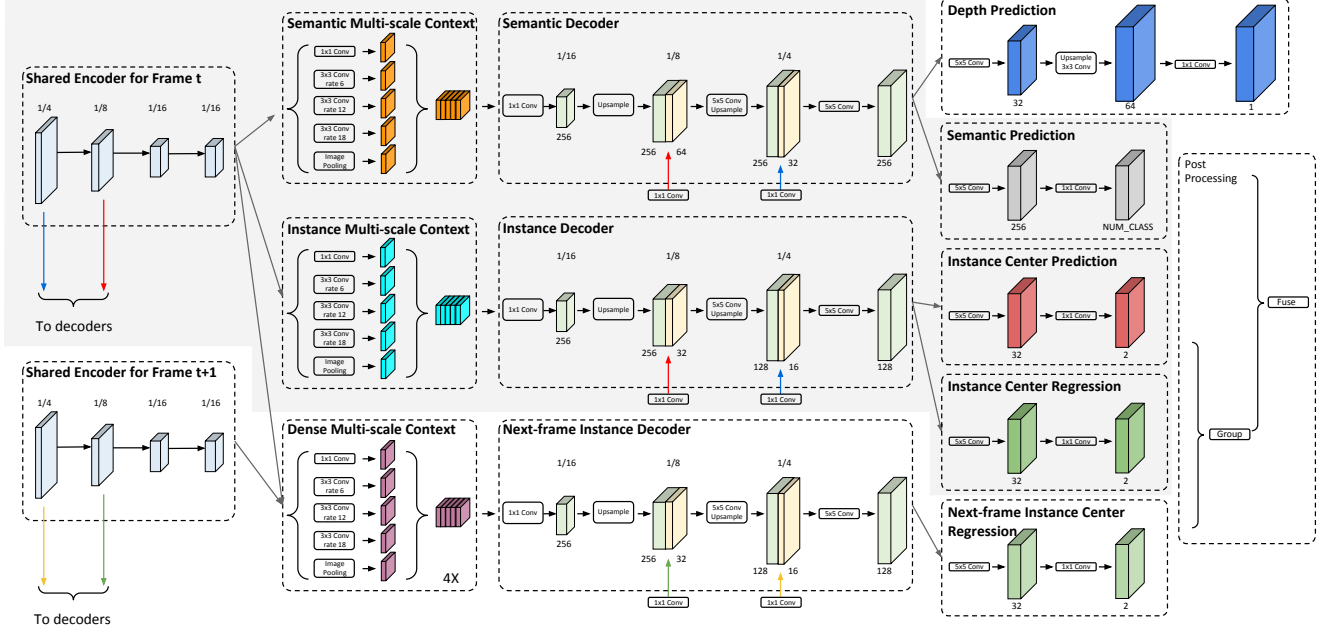 Shared Encoder for Frame t
1/4
1/8
1/16
1/16
To decoders
Shared Encoder for Frame t+1
1/4
1/8
1/16
1/16
To decoders
Semantic Multi-scale Context
1x1 Conv
3x3 Conv
rate 6
3x3 Conv
rate 12
3x3 Conv
rate 18
Image
Pooling
Instance Multi-scale Context
1x1 Conv
3x3 Conv
rate 6
3x3 Conv
rate 12
3x3 Conv
rate 18
Image
Pooling
Dense Multi-scale Context
1x1 Conv
3x3 Conv
rate 6
3x3 Conv
rate 12
3x3 Conv
rate 18
Image
Pooling
4X
Semantic Decoder
1/16
1/8
1/4
1x1 Conv
Upsample
5x5 Conv
Upsample
5x5 Conv
256
256
64
256
32
256
1x1 Conv
1x1 Conv
Instance Decoder
1/16
1/8
1/4
1x1 Conv
Upsample
5x5 Conv
Upsample
5x5 Conv
256
256
32
128
16
128
1x1 Conv
1x1 Conv
Next-frame Instance Decoder
1/16
1/8
1/4
1x1 Conv
Upsample
5x5 Conv
Upsample
5x5 Conv
256
256
32
128
16
128
1x1 Conv
1x1 Conv
Depth Prediction
5x5 Conv
Upsample
3x3 Conv
1x1 Conv
32
64
1
Semantic Prediction
5x5 Conv
1x1 Conv
256
NUM_CLASS
Instance Center Prediction
5x5 Conv
1x1 Conv
32
2
Instance Center Regression
5x5 Conv
1x1 Conv
32
2
Next-frame Instance Center
Regression
5x5 Conv
1x1 Conv
32
2
Post
Processing
Fuse
Group